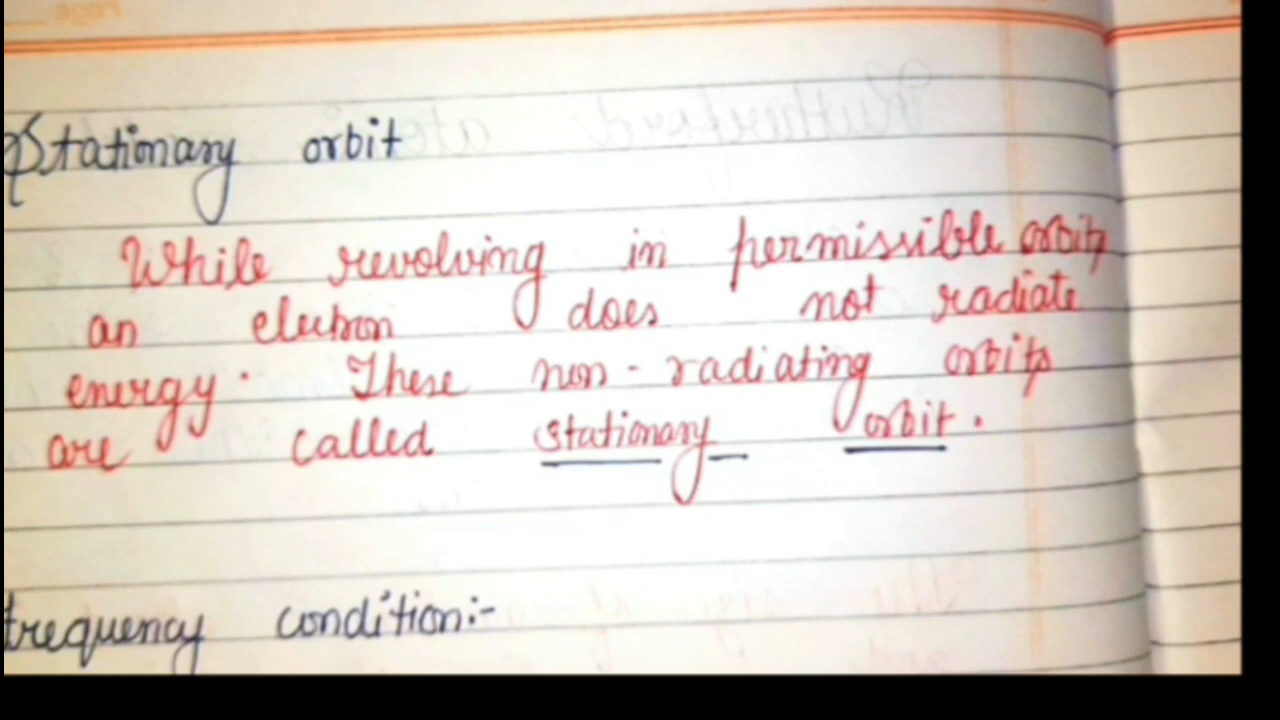 Stationary orbit
While revolving in permissible orbit,
an electron does not radiate
energy. These non-radiating orbits
are called stationary orbit.
frequency condition:-